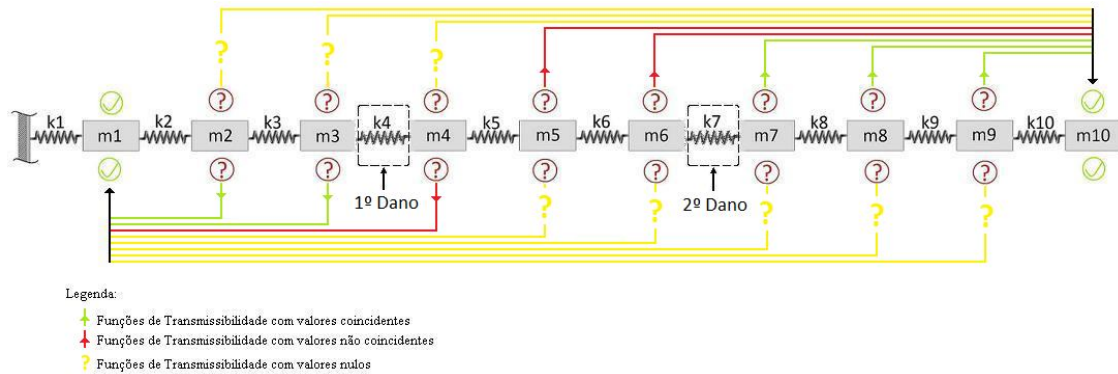 ? ? ?
? ? ? ? ? ? ? ?
k1 m1 k2 m2 k3 m3 k4 m4 k5 m5 k6 m6 k7 m7 k8 m8 k9 m9 k10 m10
? ? ? ? ? ? ? ?
1º Dano 2º Dano
? ? ? ? ?
Legenda:
Funções de Transmissibilidade com valores coincidentes
Funções de Transmissibilidade com valores não coincidentes
? Funções de Transmissibilidade com valores nulos